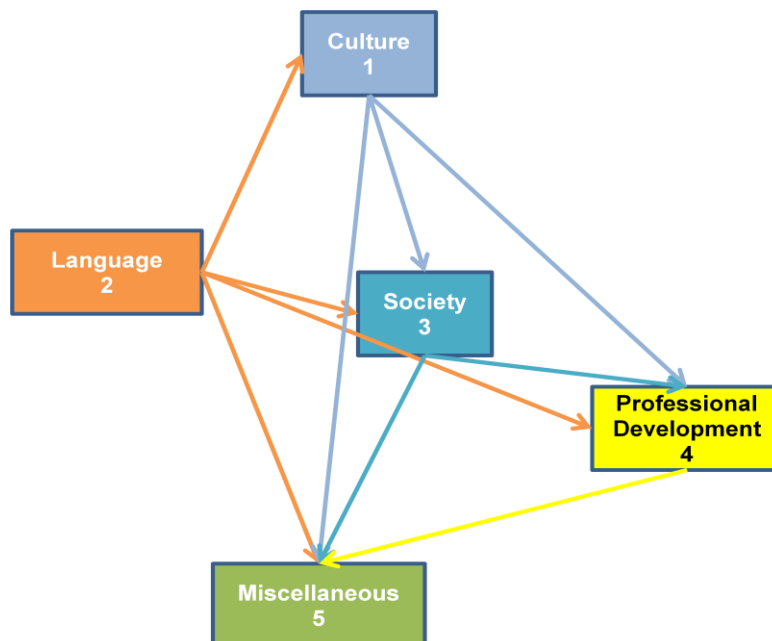 Culture
1
Language
2
Society
3
Professional
Development
4
Miscellaneous
5